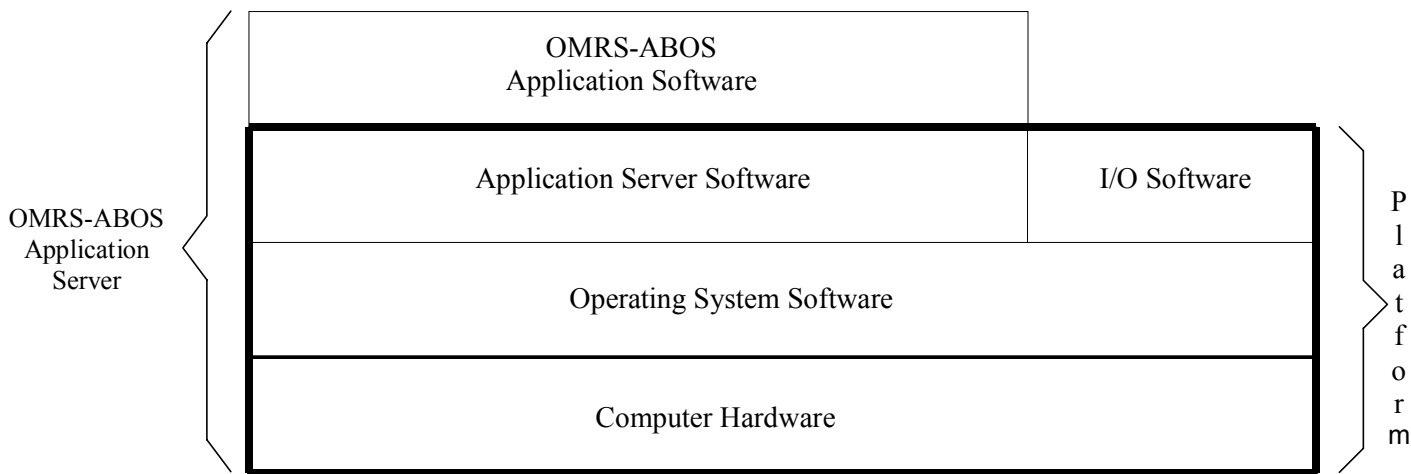 OMRS-ABOS
Application Software
Application Server Software
I/O Software
OMRS-ABOS
Application
Server
Operating System Software
Computer Hardware
P
l
a
t
f
o
r
m